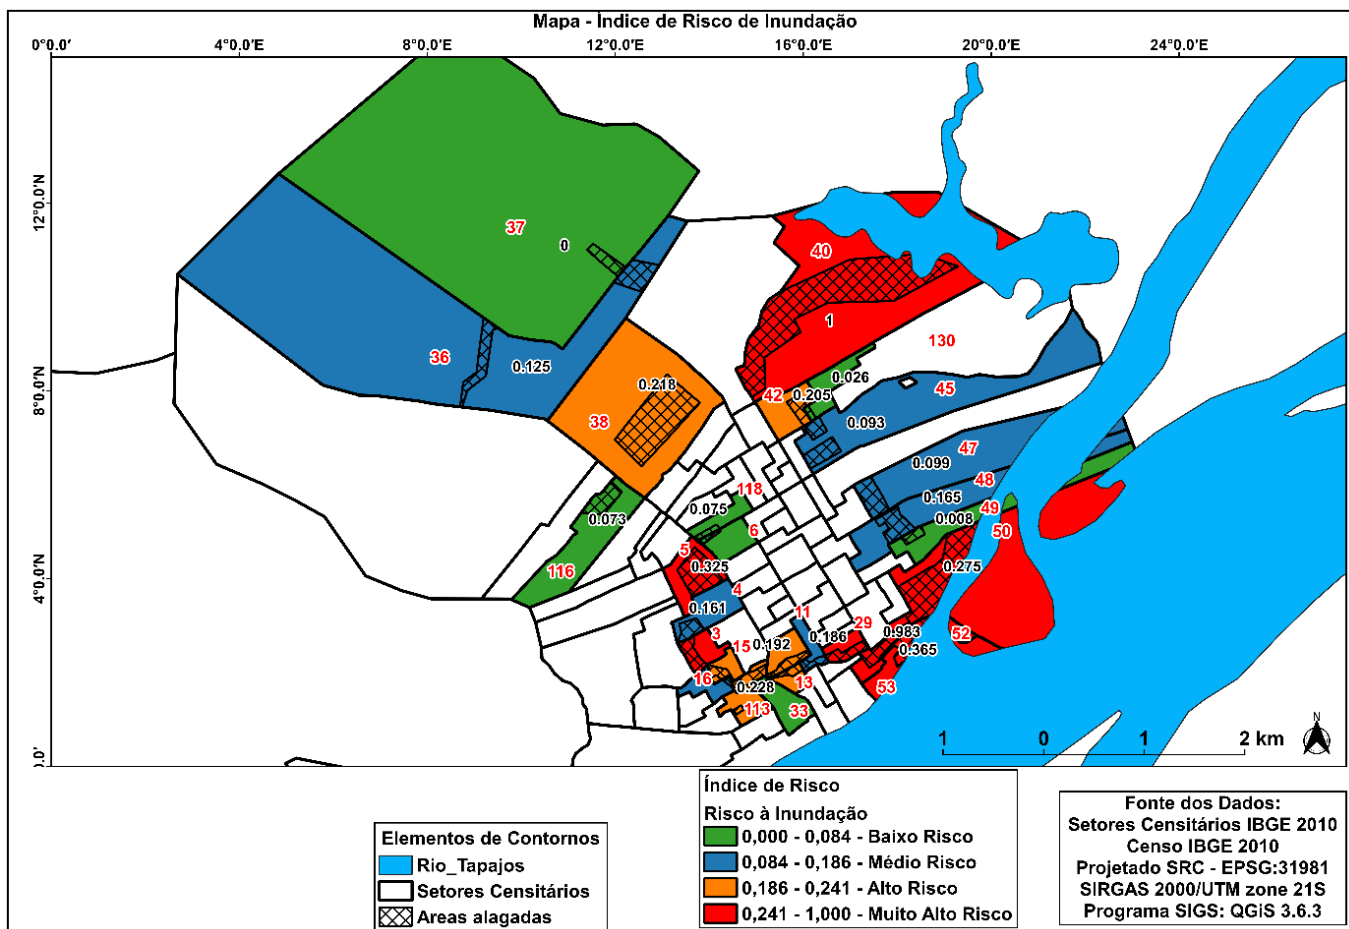 Mapa - Índice de Risco de Inundação
0°0.0' 4°0.0'E 8°0.0'E 12°0.0'E 16°0.0'E 20°0.0'E 24°0.0'E
12°0.0'N
8°0.0'N
4°0.0'N
0.0'
37
0
40
1
130
36
0.125
0.218
42
0.205
0.026
45
38
0.093
47
0.099
118
48
0.165
0.075
49
0.073
0.008
6
50
5
0.325
0.275
116
4
0.161
11
29
3
0.186
0.983
52
15
0.192
0.365
16
0.228
13
53
113
33
N
1 0 2 km
Elementos de Contornos
Rio_Tapajos
Setores Censitários
Areas alagadas
Índice de Risco
Risco à Inundação
0,000 - 0,084 - Baixo Risco
0,084 - 0,186 - Médio Risco
0,186 - 0,241 - Alto Risco
0,241 - 1,000 - Muito Alto Risco
Fonte dos Dados:
Setores Censitários IBGE 2010
Censo IBGE 2010
Projetado SRC - EPSG:31981
SIRGAS 2000/UTM zone 21S
Programa SIGS: QGiS 3.6.3